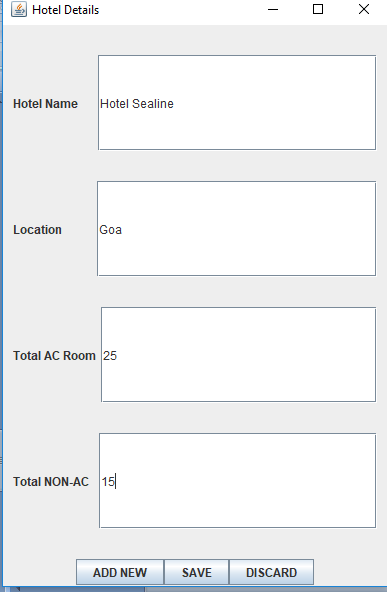 Hotel Details
Hotel Name Hotel Sealine
Location Goa
Total AC Room 25
Total NON-AC 15
ADD NEW SAVE DISCARD